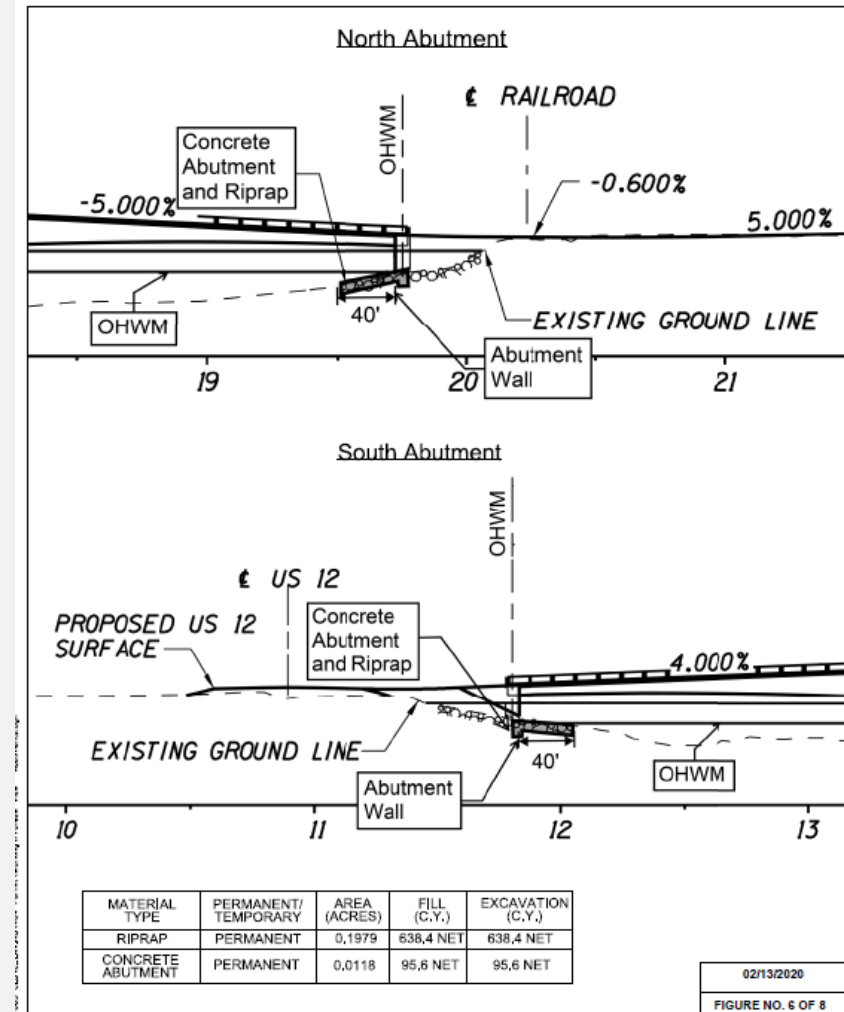 North Abutment
OHWM
℄ RAILROAD
Concrete
Abutment
and Riprap
-0.600%
-5.000%
5.000%
OHWM
40'
EXISTING GROUND LINE
Abutment
Wall
19
20
21
South Abutment
OHWM
℄ US 12
PROPOSED US 12
SURFACE
Concrete
Abutment
and Riprap
4.000%
EXISTING GROUND LINE
40'
OHWM
Abutment
Wall
10
11
12
13
MATERIAL TYPE PERMANENT/ TEMPORARY AREA (ACRES) FILL (C.Y.) EXCAVATION (C.Y.)
RIPRAP PERMANENT 0.1979 638.4 NET 638.4 NET
CONCRETE ABUTMENT PERMANENT 0.0118 95.6 NET 95.6 NET
02/13/2020
FIGURE NO. 6 OF 8